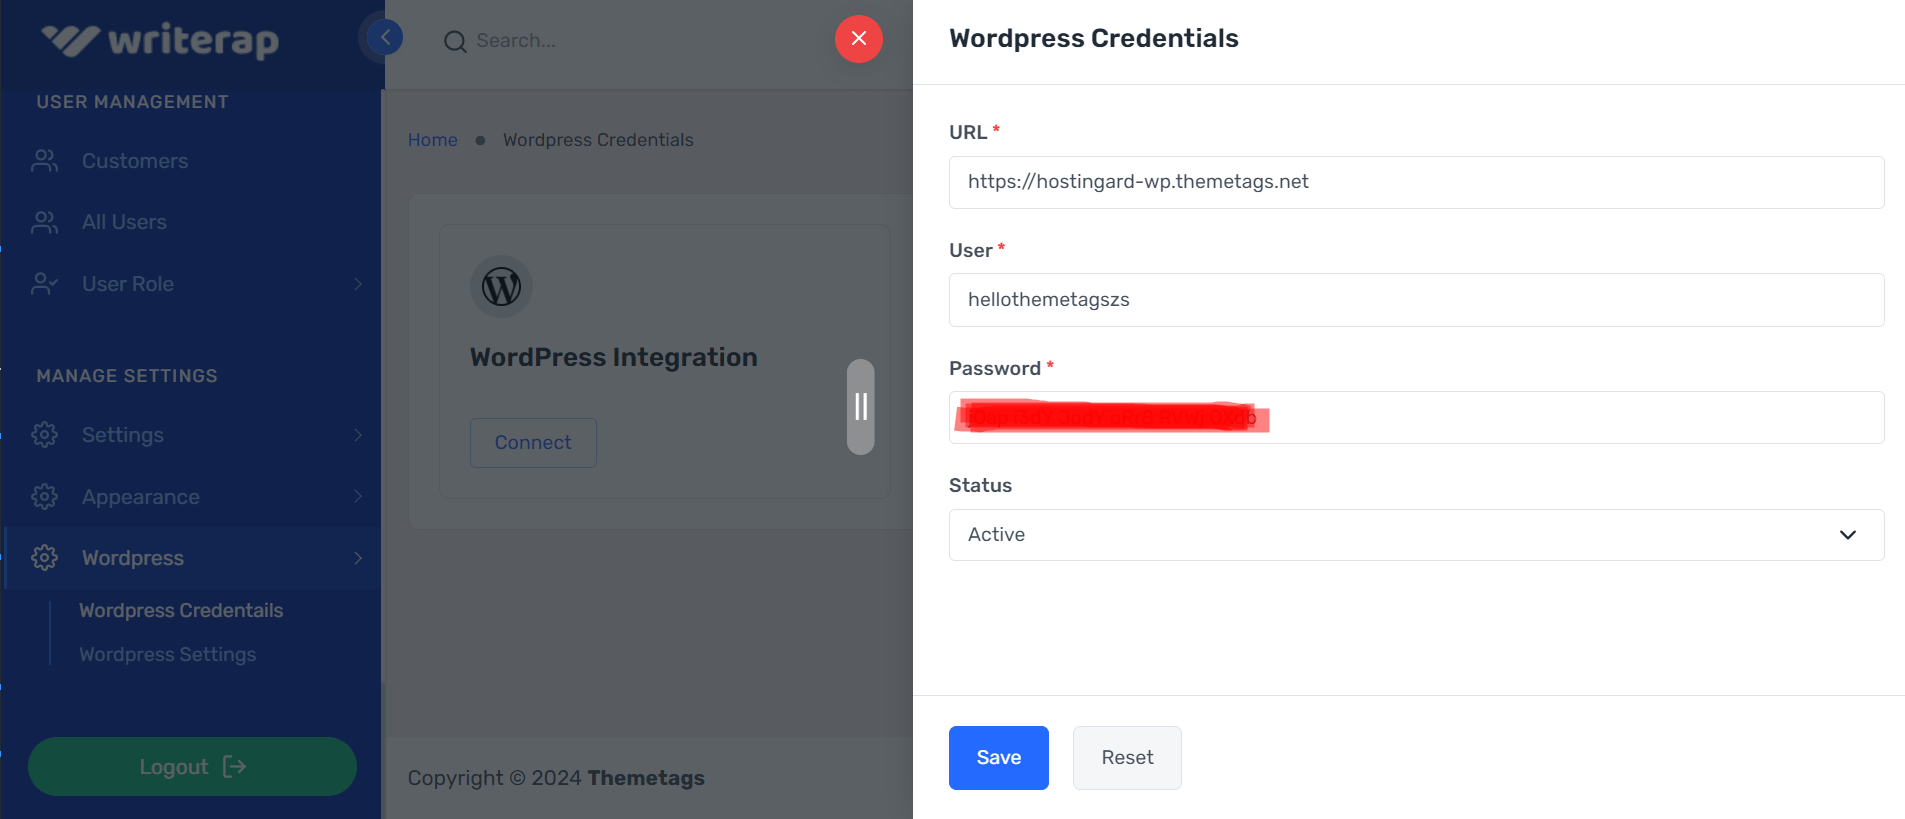 writerap
USER MANAGEMENT
Customers
All Users
User Role
MANAGE SETTINGS
Settings
Appearance
Wordpress
Wordpress Credentails
Wordpress Settings
Logout
Search...
Home
Wordpress Credentials
WordPress Integration
Connect
Copyright © 2024 Themetags
Wordpress Credentials
URL *
https://hostingard-wp.themetags.net
User *
hellothemetagszs
Password *
Status
Active
Save
Reset